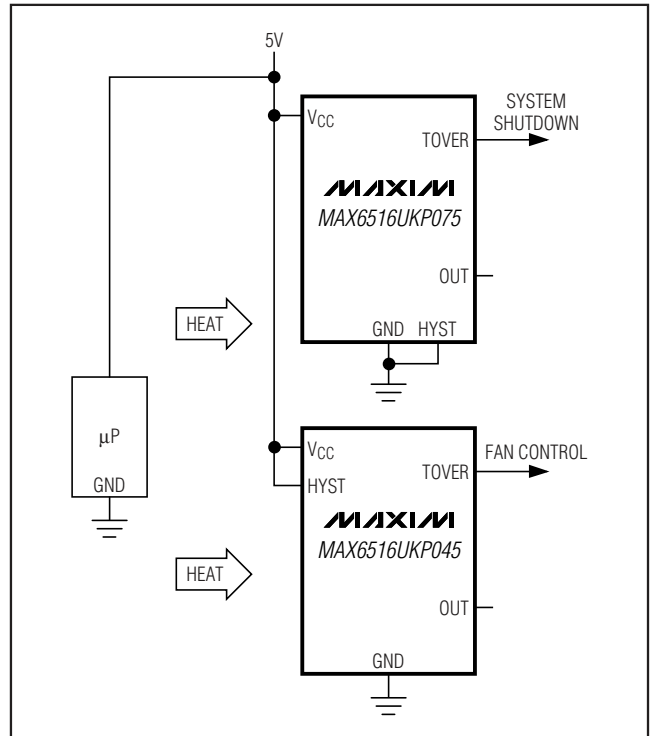 5V
VCC
TOVER
SYSTEM
SHUTDOWN
MAXIM
MAX6516UKP075
OUT
HEAT
GND HYST
μP
GND
VCC
HYST
TOVER
FAN CONTROL
MAXIM
MAX6516UKP045
HEAT
OUT
GND